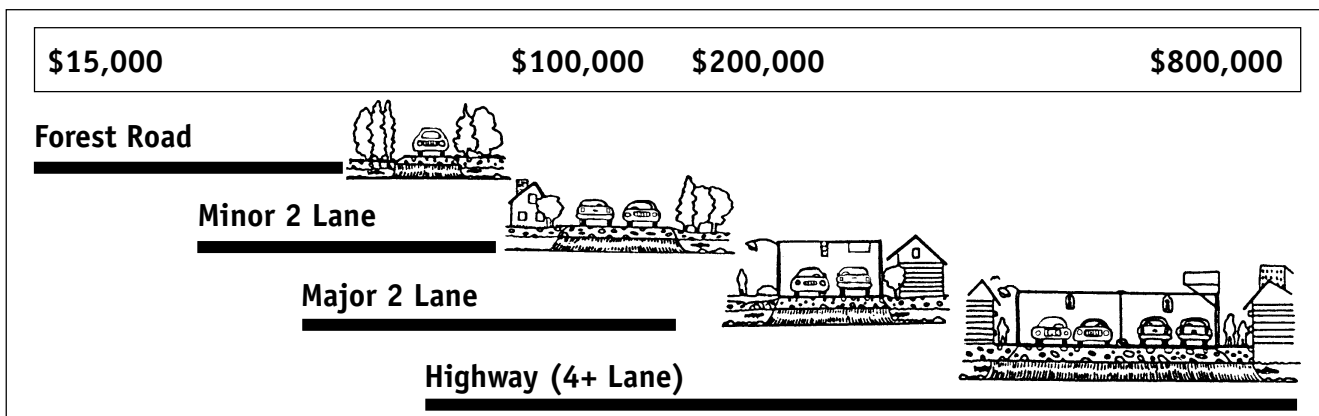 $15,000 $100,000 $200,000 $800,000
Forest Road
Minor 2 Lane
Major 2 Lane
Highway (4+ Lane)